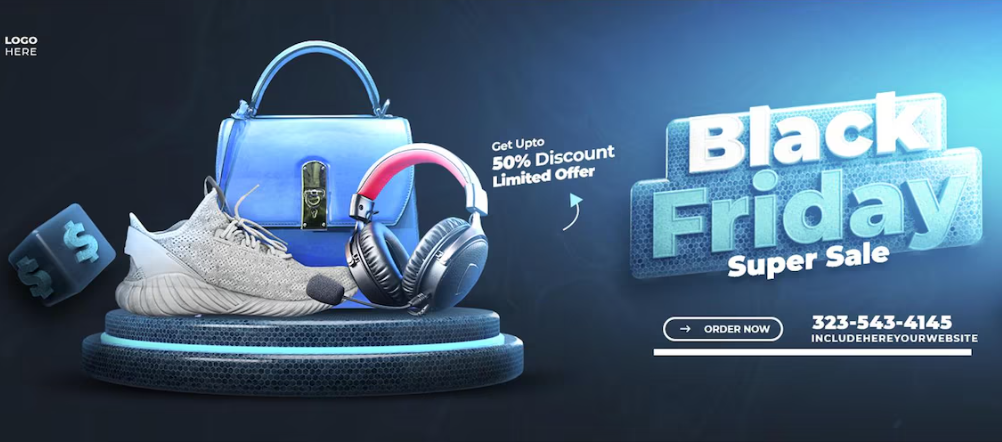 LOGO
HERE
Get Upto
50% Discount
Limited Offer
Black
Friday
Super Sale
$
$
→ ORDER NOW
323-543-4145
INCLUDEHEREYOURWEBSITE